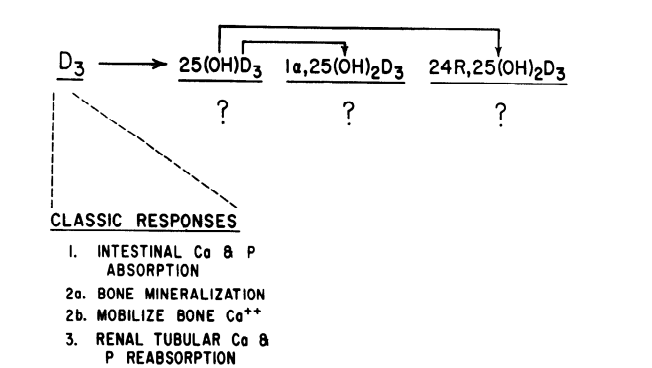 D₃ 25(OH)D₃ 1α,25(OH)₂D₃ 24R,25(OH)₂D₃
? ? ?
CLASSIC RESPONSES
1. INTESTINAL Ca & P
ABSORPTION
2a. BONE MINERALIZATION
2b. MOBILIZE BONE Ca⁺⁺
3. RENAL TUBULAR Ca &
P REABSORPTION